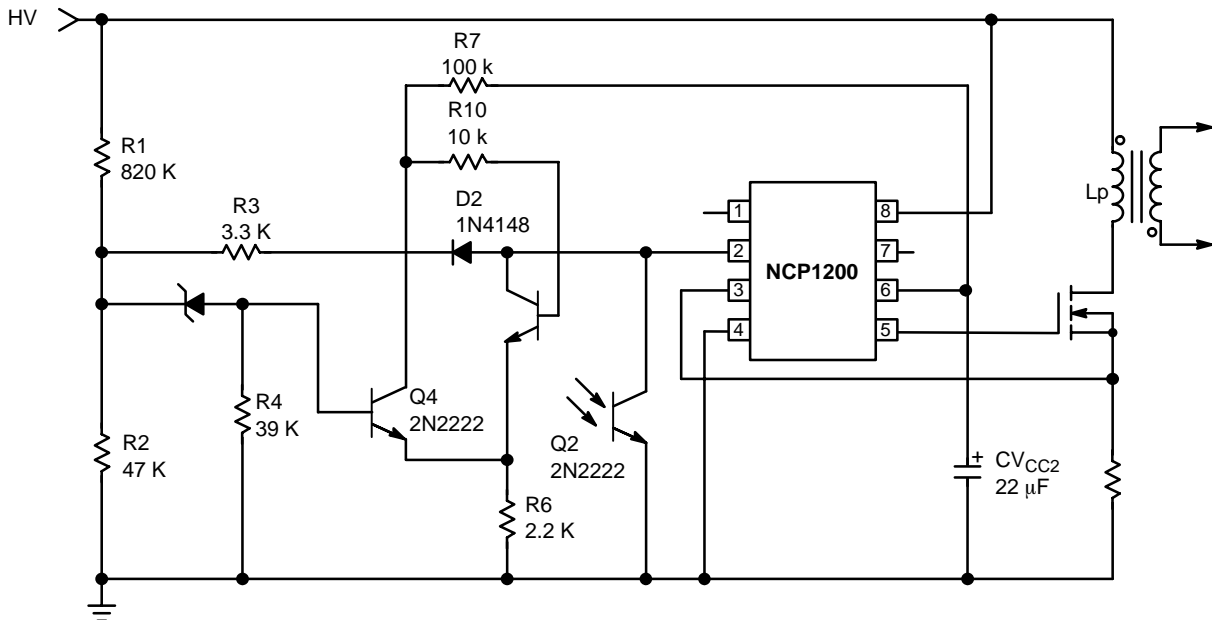 HV
R7
100 k
R10
10 k
R1
820 K
D2
1N4148
R3
3.3 K
1
8
Lp
2
NCP1200
7
3
6
4
5
Q4
2N2222
R4
39 K
R2
47 K
Q2
2N2222
CVCC2
22 µF
+
R6
2.2 K